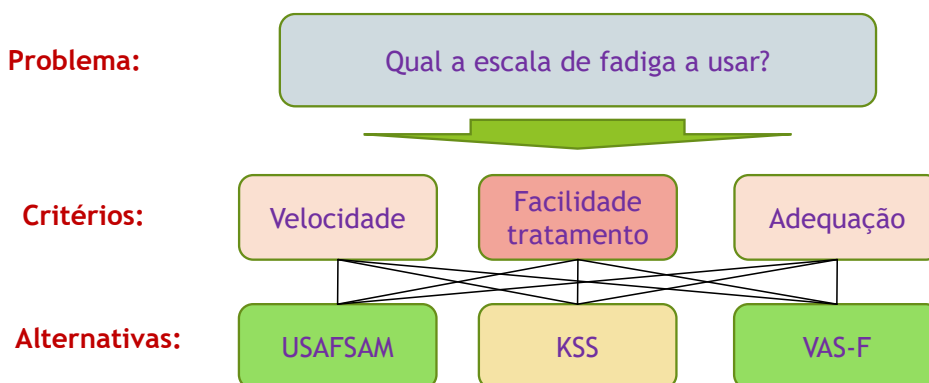 Problema:
Qual a escala de fadiga a usar?
Critérios:
Velocidade
Facilidade
tratamento
Adequação
Alternativas:
USAFSAM
KSS
VAS-F